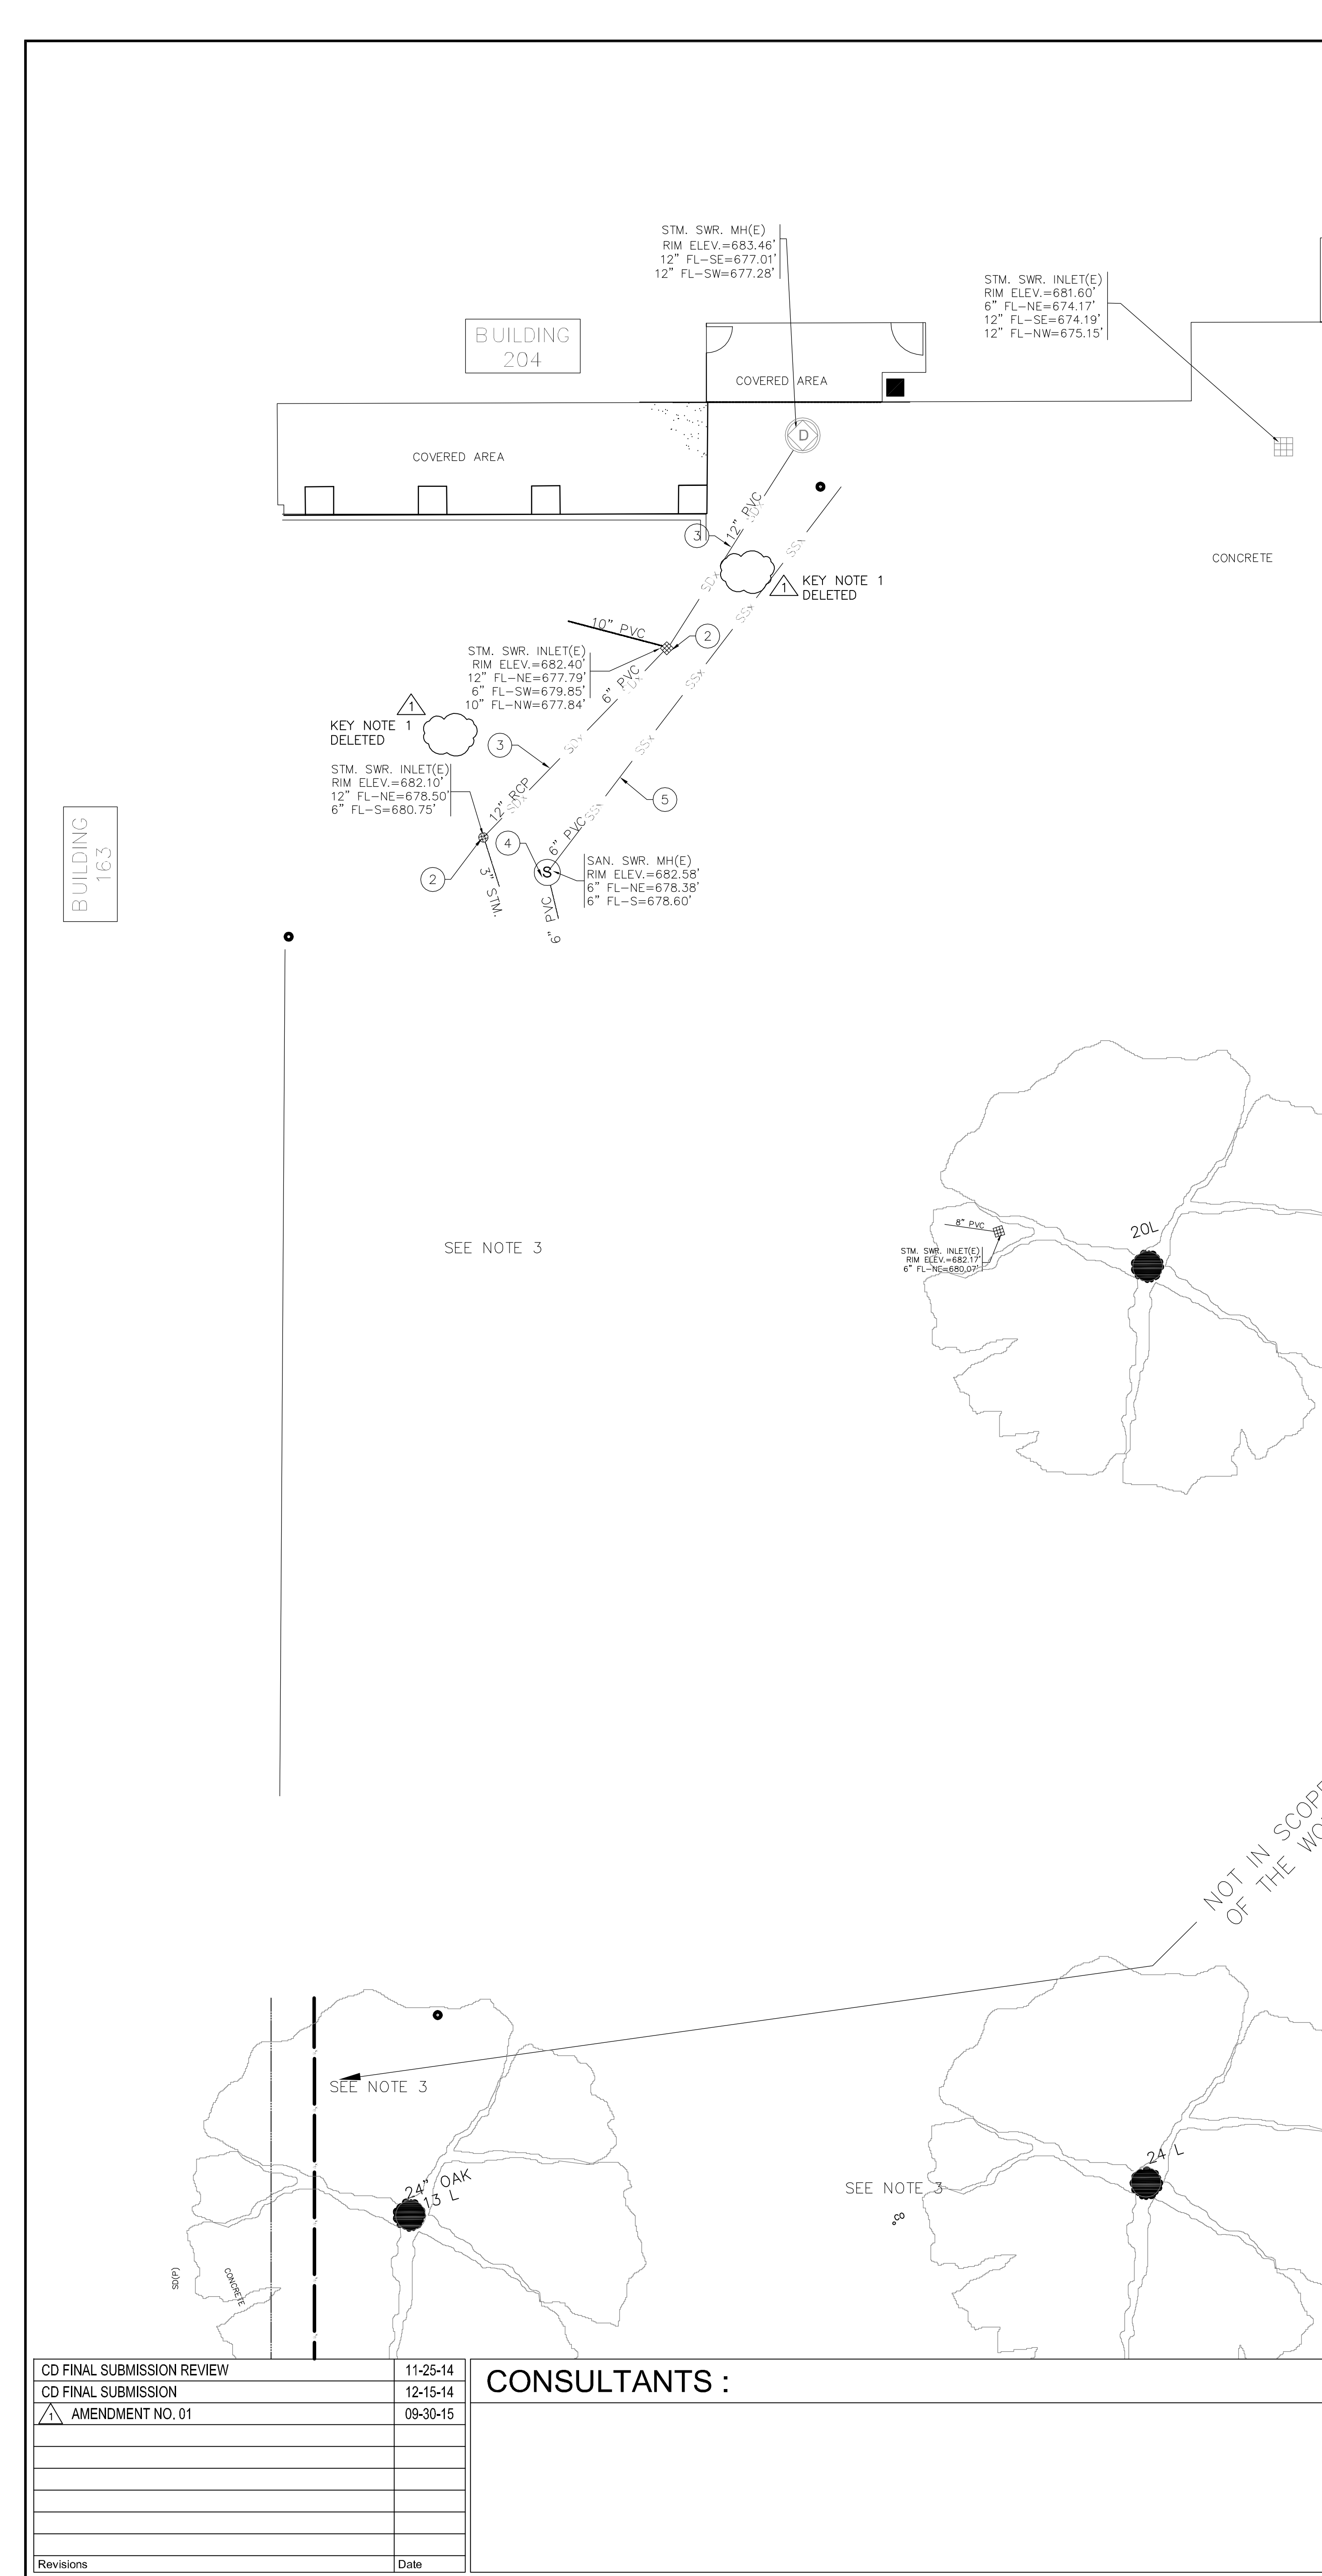 STM. SWR. MH(E)
RIM ELEV.=683.46'
12" FL-SE=677.01'
12" FL-SW=677.28'
STM. SWR. INLET(E)
RIM ELEV.=681.60'
6" FL-NE=674.17'
12" FL-SE=674.19'
12" FL-NW=675.15'
BUILDING
204
COVERED AREA
COVERED AREA
D
12" PVC
SDx
3
SSx
CONCRETE
SDx
1
KEY NOTE 1
DELETED
SSx
10" PVC
2
STM. SWR. INLET(E)
RIM ELEV.=682.40'
12" FL-NE=677.79'
6" FL-SW=679.85'
10" FL-NW=677.84'
6" PVC
SDx
SSx
1
KEY NOTE 1
DELETED
3
SDx
SSx
STM. SWR. INLET(E)
RIM ELEV.=682.10'
12" FL-NE=678.50'
6" FL-S=680.75'
12" RCP
SDx
5
SSx
6" PVC
4
BUILDING
163
2
3" STM.
S
SAN. SWR. MH(E)
RIM ELEV.=682.58'
6" FL-NE=678.38'
6" FL-S=678.60'
6" PVC
SEE NOTE 3
8" PVC
STM. SWR. INLET(E)
RIM ELEV.=682.17'
6" FL-NE=680.07'
20L
NOT IN SCOPE
OF THE
SEE NOTE 3
24" OAK
13 L
24 L
SEE NOTE 3
CO
SD(P)
CONCRETE
CD FINAL SUBMISSION REVIEW 11-25-14
CD FINAL SUBMISSION 12-15-14
1 AMENDMENT NO. 01 09-30-15
Revisions Date
CONSULTANTS :